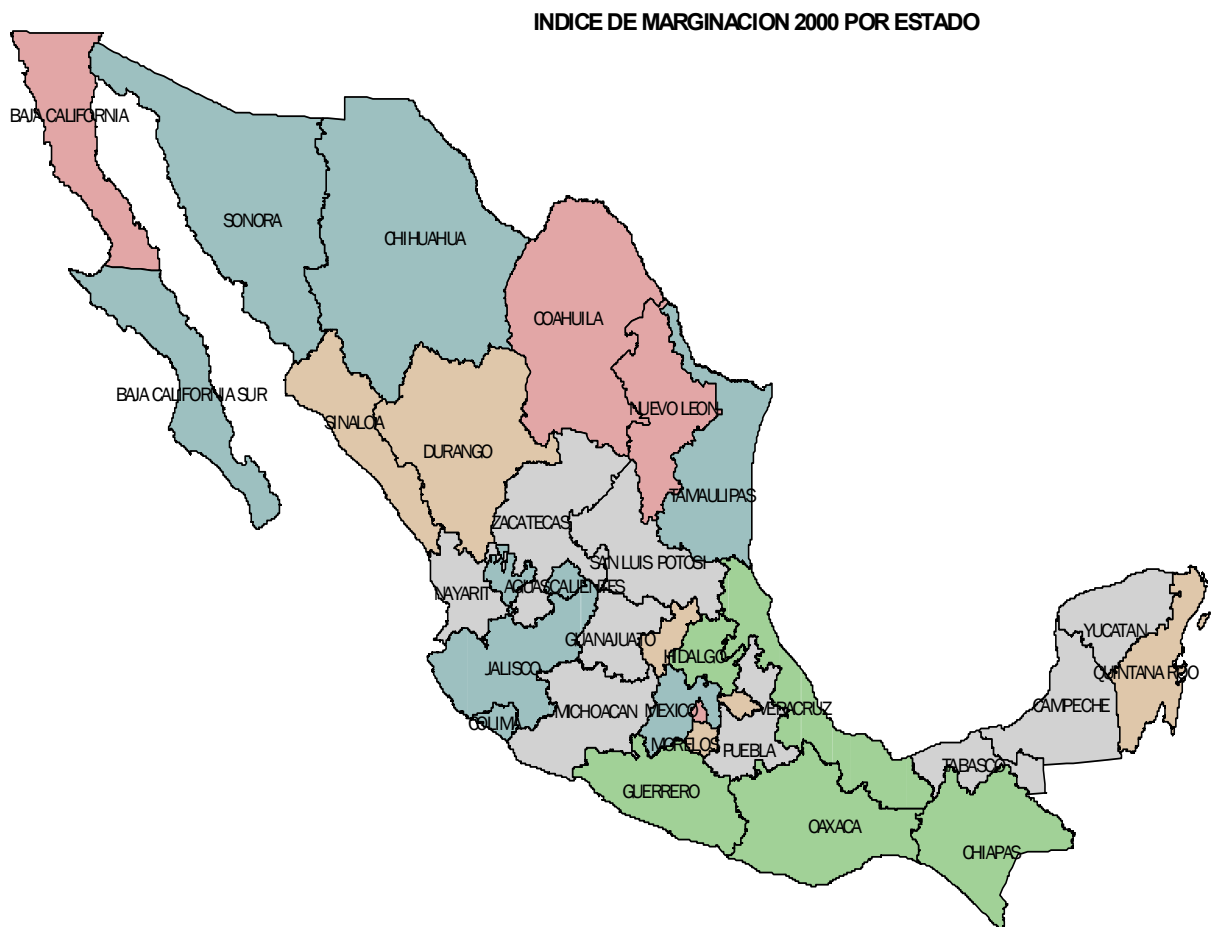 INDICE DE MARGINACION 2000 POR ESTADO
BAJA CALIFORNIA
SONORA
CHIHUAHUA
COAHUILA
BAJA CALIFORNIA SUR
NUEVO LEON
SINALOA
DURANGO
TAMAULIPAS
ZACATECAS
SAN LUIS POTOSI
AGUASCALIENTES
NAYARIT
YUCATAN
GUANAJUATO
HIDALGO
JALISCO
QUINTANA ROO
CAMPECHE
MICHOACAN
MEXICO
VERACRUZ
COLIMA
MORELOS
PUEBLA
TABASCO
GUERRERO
OAXACA
CHIAPAS